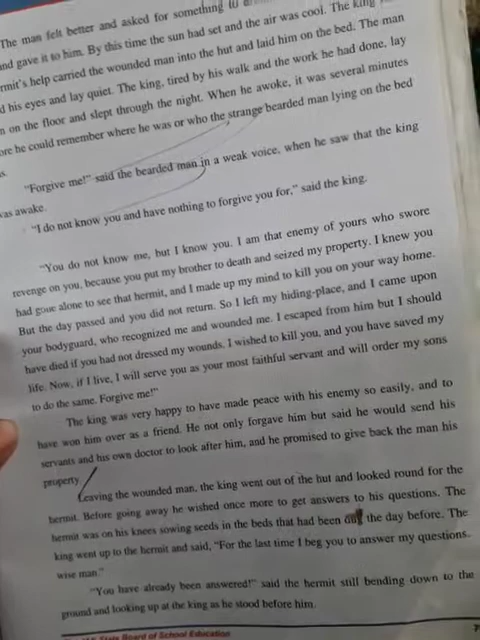 The man felt better and asked for something to
and gave it to him. By this time the sun had set and the air was cool. The king
rmit's help carried the wounded man into the hut and laid him on the bed. The man
d his eyes and lay quiet. The king, tired by his walk and the work he had done, lay
n on the floor and slept through the night. When he awoke, it was several minutes
ore he could remember where he was or who the strange bearded man lying on the bed
s.
"Forgive me!" said the bearded man in a weak voice, when he saw that the king
was awake.
"I do not know you and have nothing to forgive you for," said the king.
"You do not know me, but I know you. I am that enemy of yours who swore
revenge on you, because you put my brother to death and seized my property. I knew you
had gone alone to see that hermit, and I made up my mind to kill you on your way home.
But the day passed and you did not return. So I left my hiding-place, and I came upon
your bodyguard, who recognized me and wounded me. I escaped from him but I should
have died if you had not dressed my wounds. I wished to kill you, and you have saved my
life. Now, if I live, I will serve you as your most faithful servant and will order my sons
to do the same. Forgive me!"
The king was very happy to have made peace with his enemy so easily, and to
have won him over as a friend. He not only forgave him but said he would send his
servants and his own doctor to look after him, and he promised to give back the man his
property
Leaving the wounded man, the king went out of the hut and looked round for the
hermit. Before going away he wished once more to get answers to his questions. The
hermit was on his knees sowing seeds in the beds that had been dug the day before. The
king went up to the hermit and said, "For the last time I beg you to answer my questions.
wise man."
"You have already been answered!" said the hermit still bending down to the
ground and looking up at the king as he stood before him.
State Board of School Education